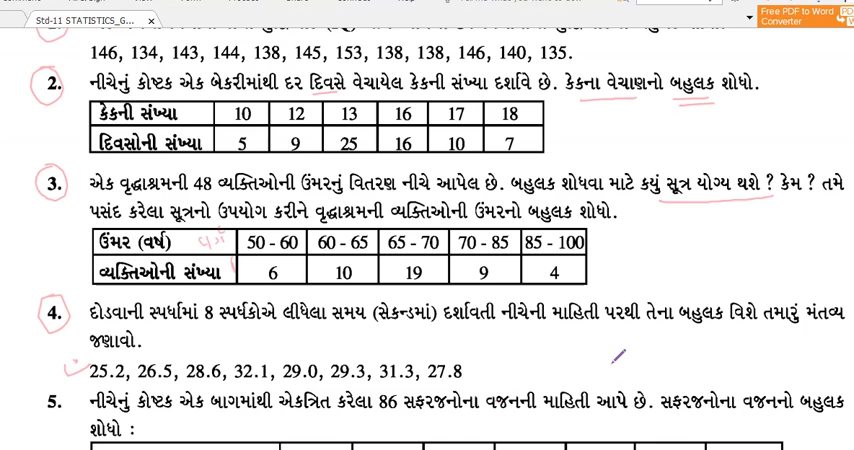 Std-11 STATISTICS_G... ×
Free PDF to Word
Converter
146, 134, 143, 144, 138, 145, 153, 138, 138, 146, 140, 135.
2. નીચેનું કોષ્ટક એક બેકરીમાંથી દર દિવસે વેચાયેલ કેકની સંખ્યા દર્શાવે છે. કેકના વેચાણનો બહુલક શોધો.
કેકની સંખ્યા 10 12 13 16 17 18
દિવસોની સંખ્યા 5 9 25 16 10 7
3. એક વૃદ્ધાશ્રમની 48 વ્યક્તિઓની ઉંમરનું વિતરણ નીચે આપેલ છે. બહુલક શોધવા માટે કયું સૂત્ર યોગ્ય થશે ? કેમ ? તમે
પસંદ કરેલા સૂત્રનો ઉપયોગ કરીને વૃદ્ધાશ્રમની વ્યક્તિઓની ઉંમરનો બહુલક શોધો.
ઉંમર (વર્ષ) વર્ગ 50 - 60 60 - 65 65 - 70 70 - 85 85 - 100
વ્યક્તિઓની સંખ્યા 6 10 19 9 4
4. દોડવાની સ્પર્ધામાં 8 સ્પર્ધકોએ લીધેલા સમય (સેકન્ડમાં) દર્શાવતી નીચેની માહિતી પરથી તેના બહુલક વિશે તમારું મંતવ્ય
જણાવો.
25.2, 26.5, 28.6, 32.1, 29.0, 29.3, 31.3, 27.8
5. નીચેનું કોષ્ટક એક બાગમાંથી એકત્રિત કરેલા 86 સફરજનોના વજનની માહિતી આપે છે. સફરજનોના વજનનો બહુલક
શોધો :